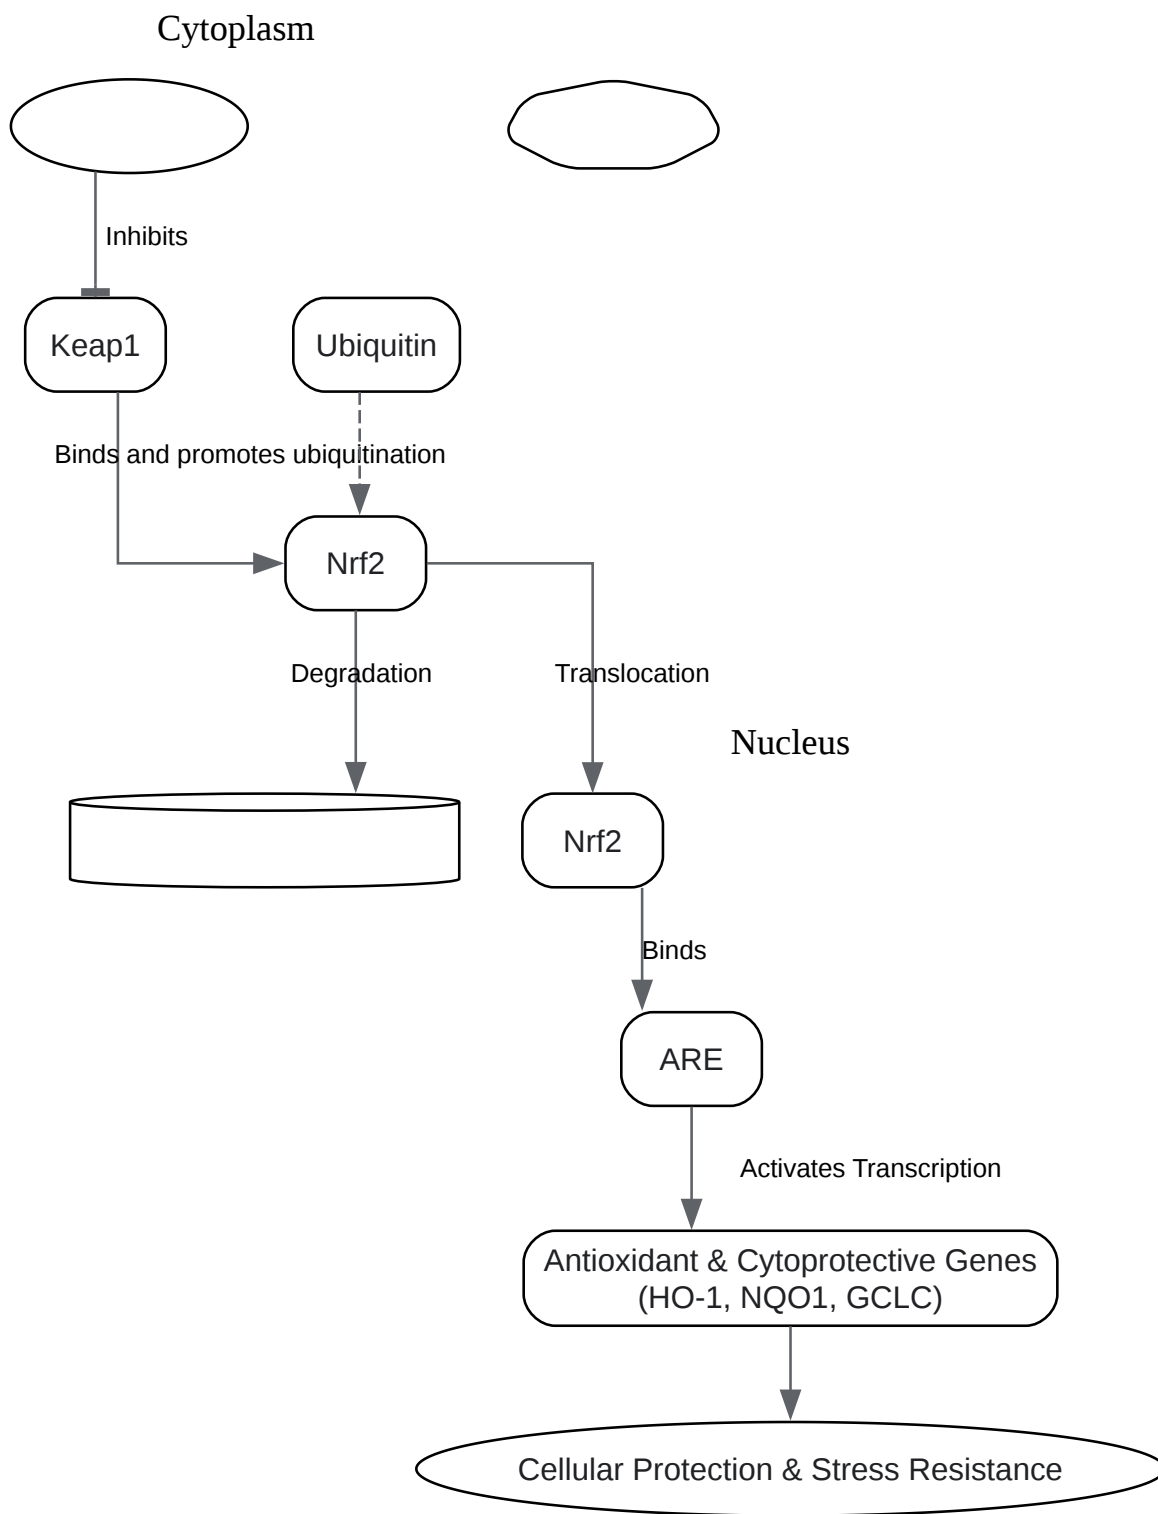 Cytoplasm
Inhibits
Keap1
Ubiquitin
Binds and promotes ubiquitination
Nrf2
Degradation
Translocation
Nucleus
Nrf2
Binds
ARE
Activates Transcription
Antioxidant & Cytoprotective Genes
(HO-1, NQO1, GCLC)
Cellular Protection & Stress Resistance